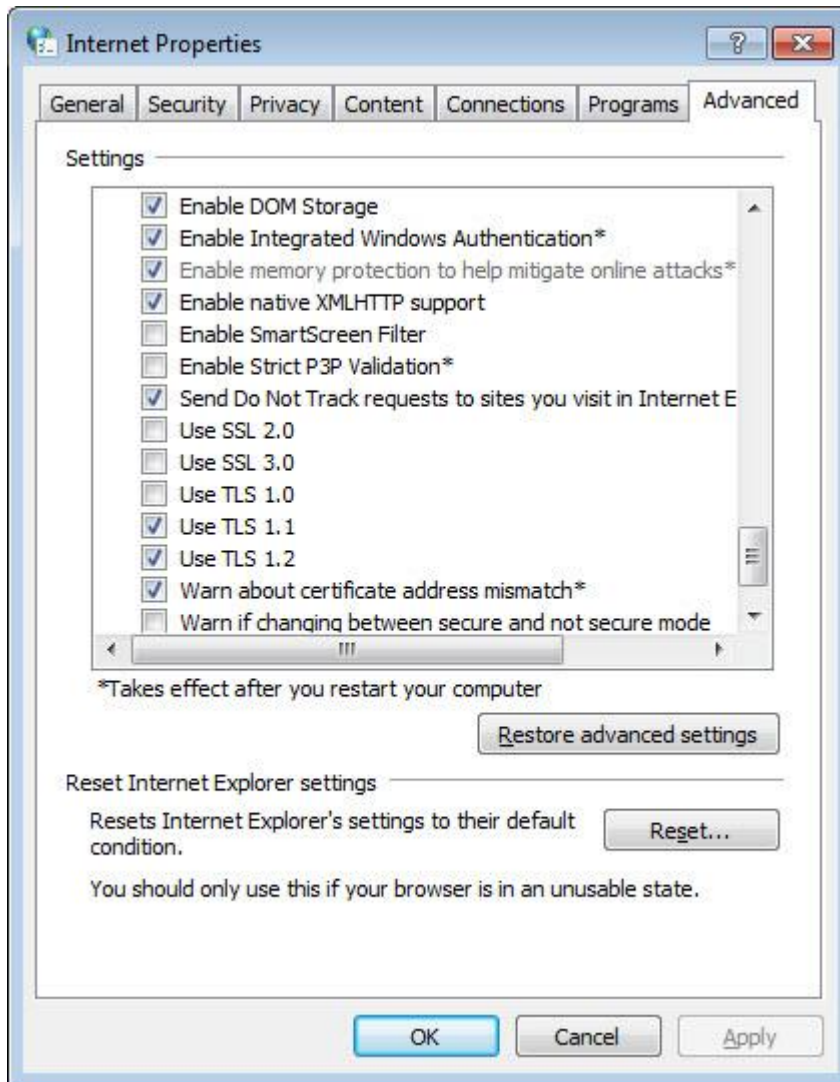 Internet Properties
General Security Privacy Content Connections Programs Advanced
Settings
Enable DOM Storage
Enable Integrated Windows Authentication*
Enable memory protection to help mitigate online attacks*
Enable native XMLHTTP support
Enable SmartScreen Filter
Enable Strict P3P Validation*
Send Do Not Track requests to sites you visit in Internet E
Use SSL 2.0
Use SSL 3.0
Use TLS 1.0
Use TLS 1.1
Use TLS 1.2
Warn about certificate address mismatch*
Warn if changing between secure and not secure mode
*Takes effect after you restart your computer
Restore advanced settings
Reset Internet Explorer settings
Resets Internet Explorer's settings to their default
condition.
Reset...
You should only use this if your browser is in an unusable state.
OK Cancel Apply